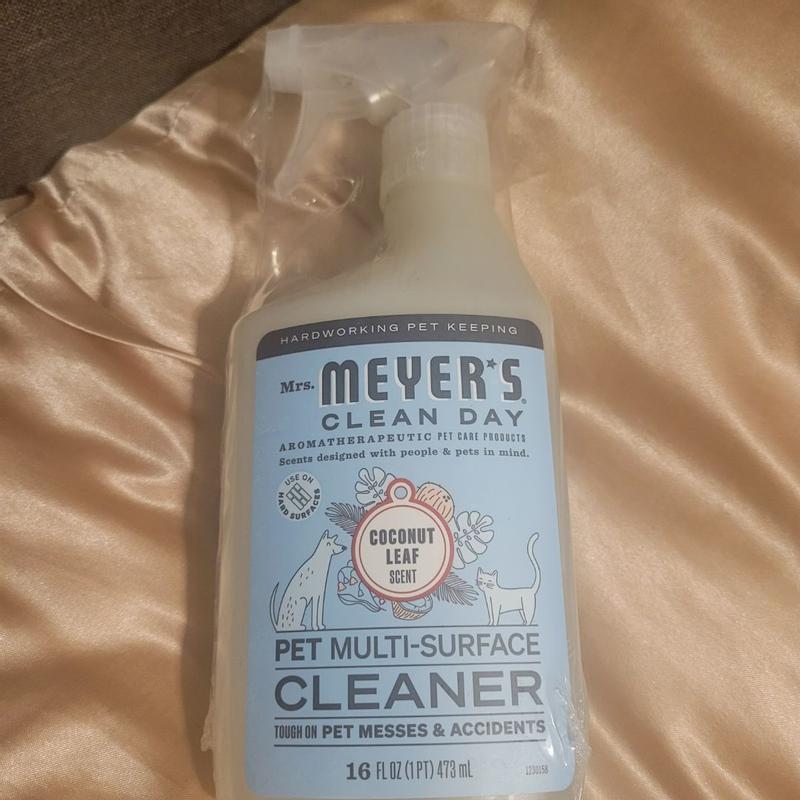 HARDWORKING PET KEEPING
Mrs. MEYER'S®
CLEAN DAY
AROMATHERAPEUTIC PET CARE PRODUCTS
Scents designed with people & pets in mind.
USE ON
HARD SURFACES
COCONUT
LEAF
SCENT
PET MULTI-SURFACE
CLEANER
TOUGH ON PET MESSES & ACCIDENTS
16 FL OZ (1 PT) 473 mL
1230158